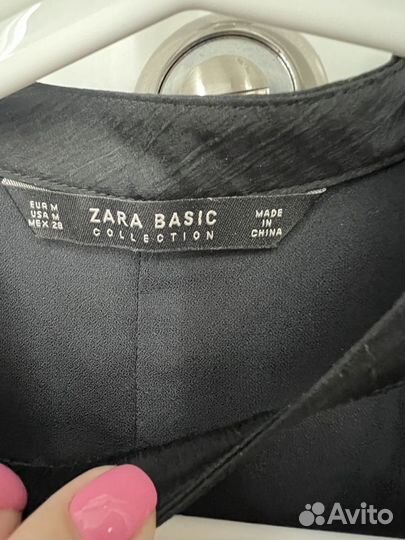 EUR M
USA M
MEX 28
ZARA BASIC
COLLECTION
MADE
IN
CHINA
Avito